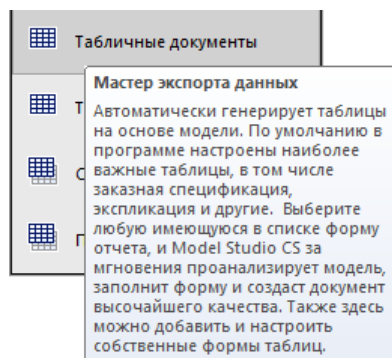 Табличные документы
Мастер экспорта данных
Автоматически генерирует таблицы
на основе модели. По умолчанию в
программе настроены наиболее
важные таблицы, в том числе
заказная спецификация,
экспликация и другие.  Выберите
любую имеющуюся в списке форму
отчета, и Model Studio CS за
мгновения проанализирует модель,
заполнит форму и создаст документ
высочайшего качества. Также здесь
можно добавить и настроить
собственные формы таблиц.